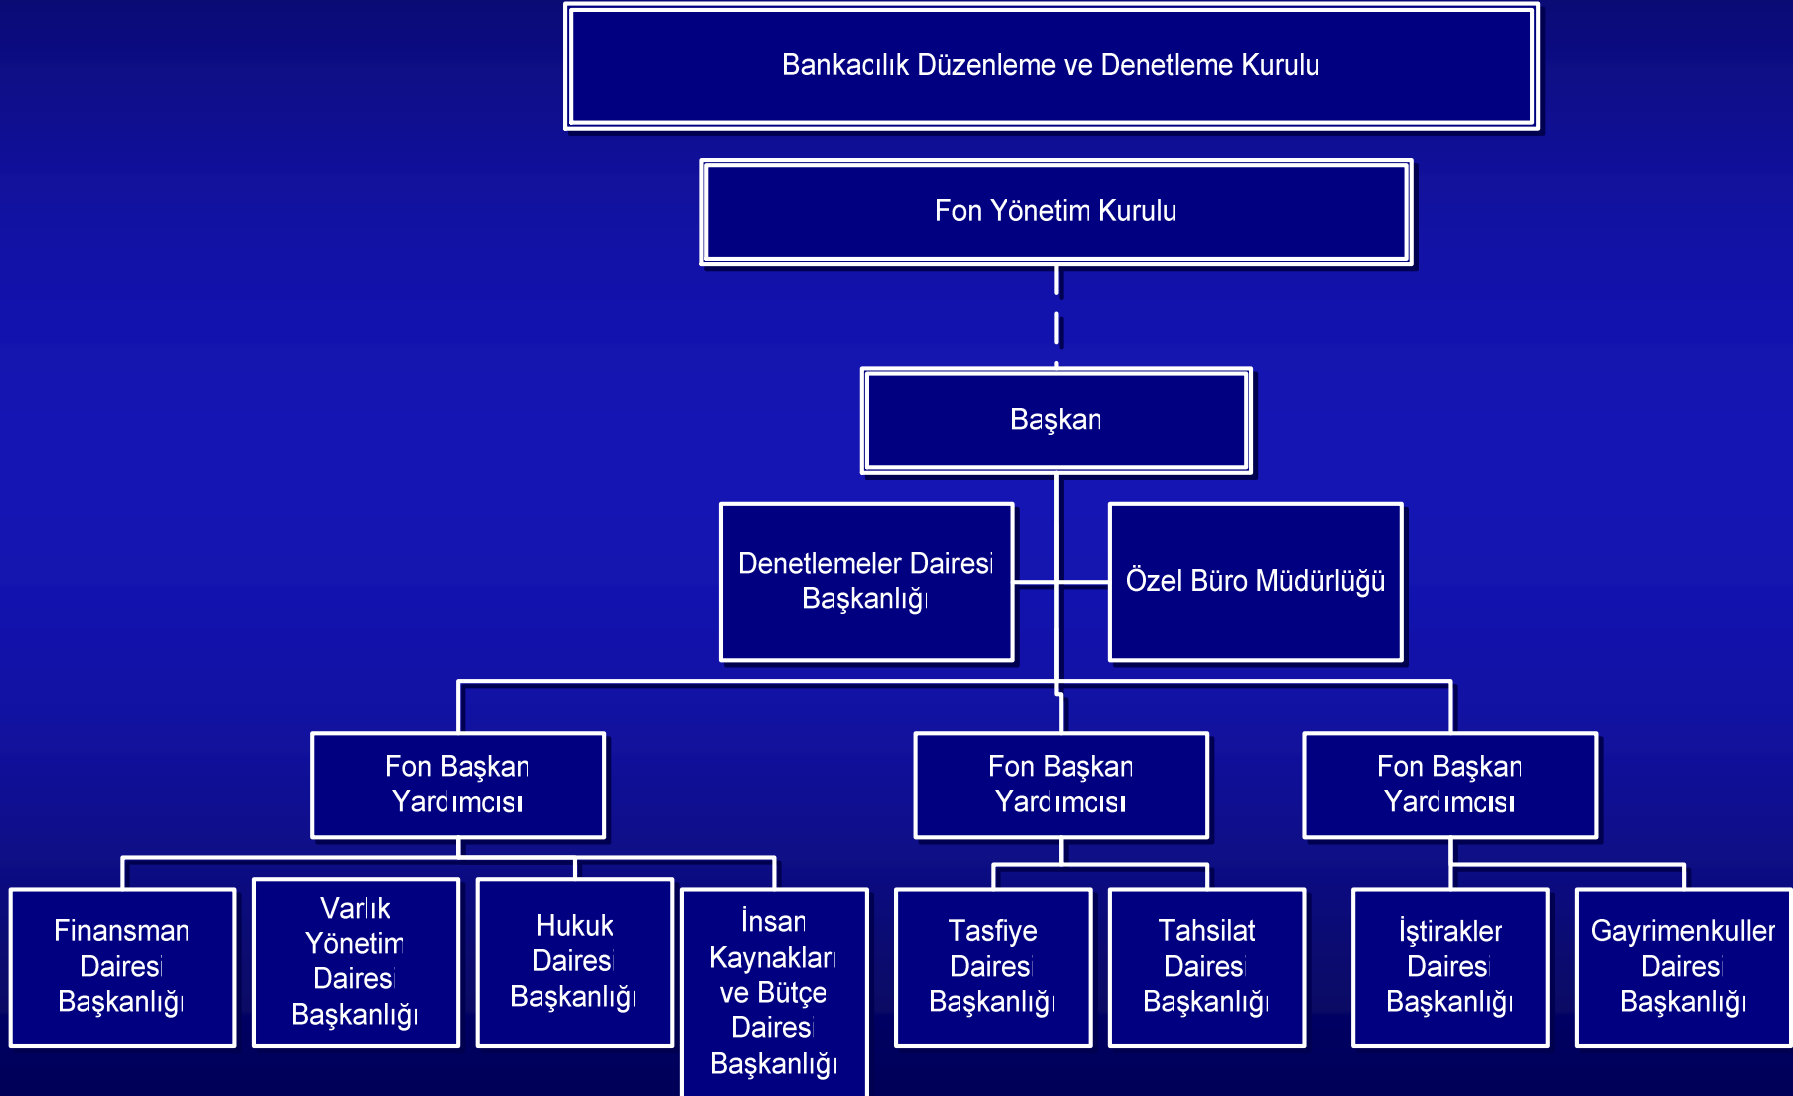 Bankacılık Düzenleme ve Denetleme Kurulu
Fon Yönetim Kurulu
Başkan
Denetlemeler Dairesi
Başkanlığı
Özel Büro Müdürlüğü
Fon Başkan
Yardımcısı
Fon Başkan
Yardımcısı
Fon Başkan
Yardımcısı
Finansman
Dairesi
Başkanlığı
Varlık
Yönetim
Dairesi
Başkanlığı
Hukuk
Dairesi
Başkanlığı
İnsan
Kaynakları
ve Bütçe
Dairesi
Başkanlığı
Tasfiye
Dairesi
Başkanlığı
Tahsilat
Dairesi
Başkanlığı
İştirakler
Dairesi
Başkanlığı
Gayrimenkuller
Dairesi
Başkanlığı